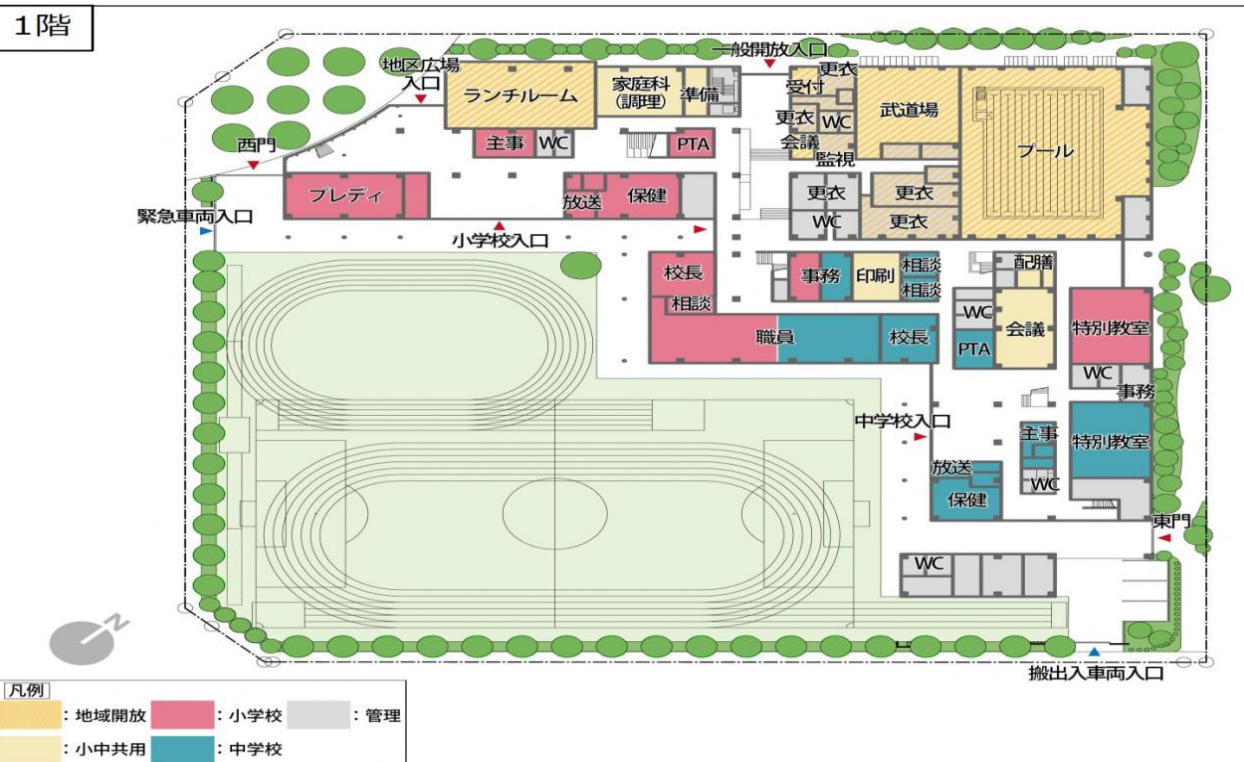 1階
地区広場
入口
一般開放入口
ランチルーム
家庭科
(調理)
準備
受付
更衣
更衣
WC
会議
監視
武道場
プール
西門
主事
WC
PTA
プレディ
放送
保健
更衣
WC
更衣
更衣
緊急車両入口
小学校入口
校長
相談
事務
印刷
相談
相談
配膳
WC
会議
特別教室
職員
校長
PTA
WC
事務
中学校入口
主事
特別教室
放送
保健
WC
東門
WC
搬出入車両入口
N
凡例
：地域開放
：小学校
：管理
：小中共用
：中学校